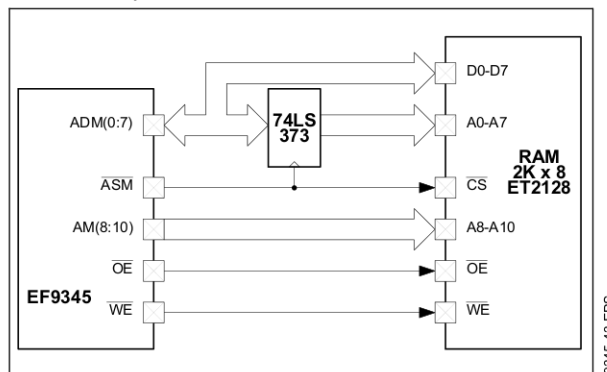 D0-D7
ADM(0:7)
74LS
373
A0-A7
RAM
2K x 8
ET2128
ASM
CS
AM(8:10)
A8-A10
OE
OE
EF9345
WE
WE